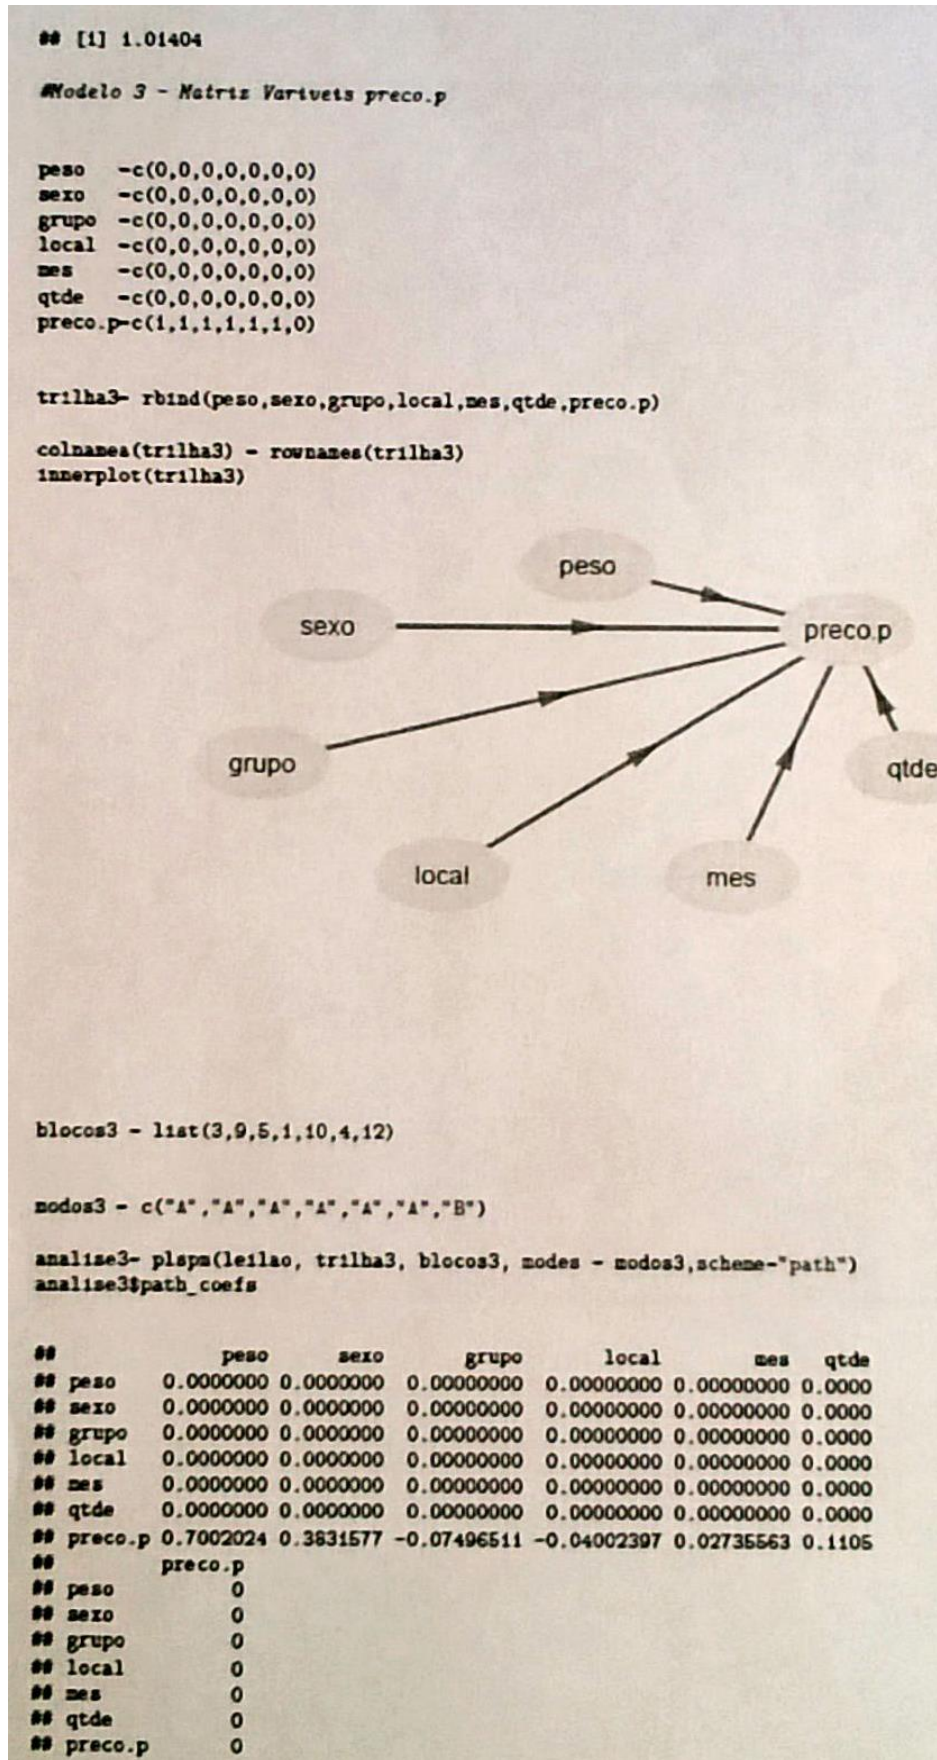 ## [1] 1.01404
#Modelo 3 - Matriz Variveis preco.p
peso -c(0,0,0,0,0,0,0)
sexo -c(0,0,0,0,0,0,0)
grupo -c(0,0,0,0,0,0,0)
local -c(0,0,0,0,0,0,0)
mes -c(0,0,0,0,0,0,0)
qtde -c(0,0,0,0,0,0,0)
preco.p-c(1,1,1,1,1,1,0)
trilha3- rbind(peso,sexo,grupo,local,mes,qtde,preco.p)
colnames(trilha3) - rownames(trilha3)
innerplot(trilha3)
peso
sexo
preco.p
grupo
qtde
local
mes
blocos3 - list(3,9,5,1,10,4,12)
modos3 - c("A","A","A","A","A","A","B")
analise3- plspm(leilao, trilha3, blocos3, modes - modos3,scheme-"path")
analise3$path_coefs
## peso sexo grupo local mes qtde
## peso 0.0000000 0.0000000 0.00000000 0.00000000 0.00000000 0.0000
## sexo 0.0000000 0.0000000 0.00000000 0.00000000 0.00000000 0.0000
## grupo 0.0000000 0.0000000 0.00000000 0.00000000 0.00000000 0.0000
## local 0.0000000 0.0000000 0.00000000 0.00000000 0.00000000 0.0000
## mes 0.0000000 0.0000000 0.00000000 0.00000000 0.00000000 0.0000
## qtde 0.0000000 0.0000000 0.00000000 0.00000000 0.00000000 0.0000
## preco.p 0.7002024 0.3831577 -0.07496511 -0.04002397 0.02735563 0.1105
## preco.p
## peso 0
## sexo 0
## grupo 0
## local 0
## mes 0
## qtde 0
## preco.p 0